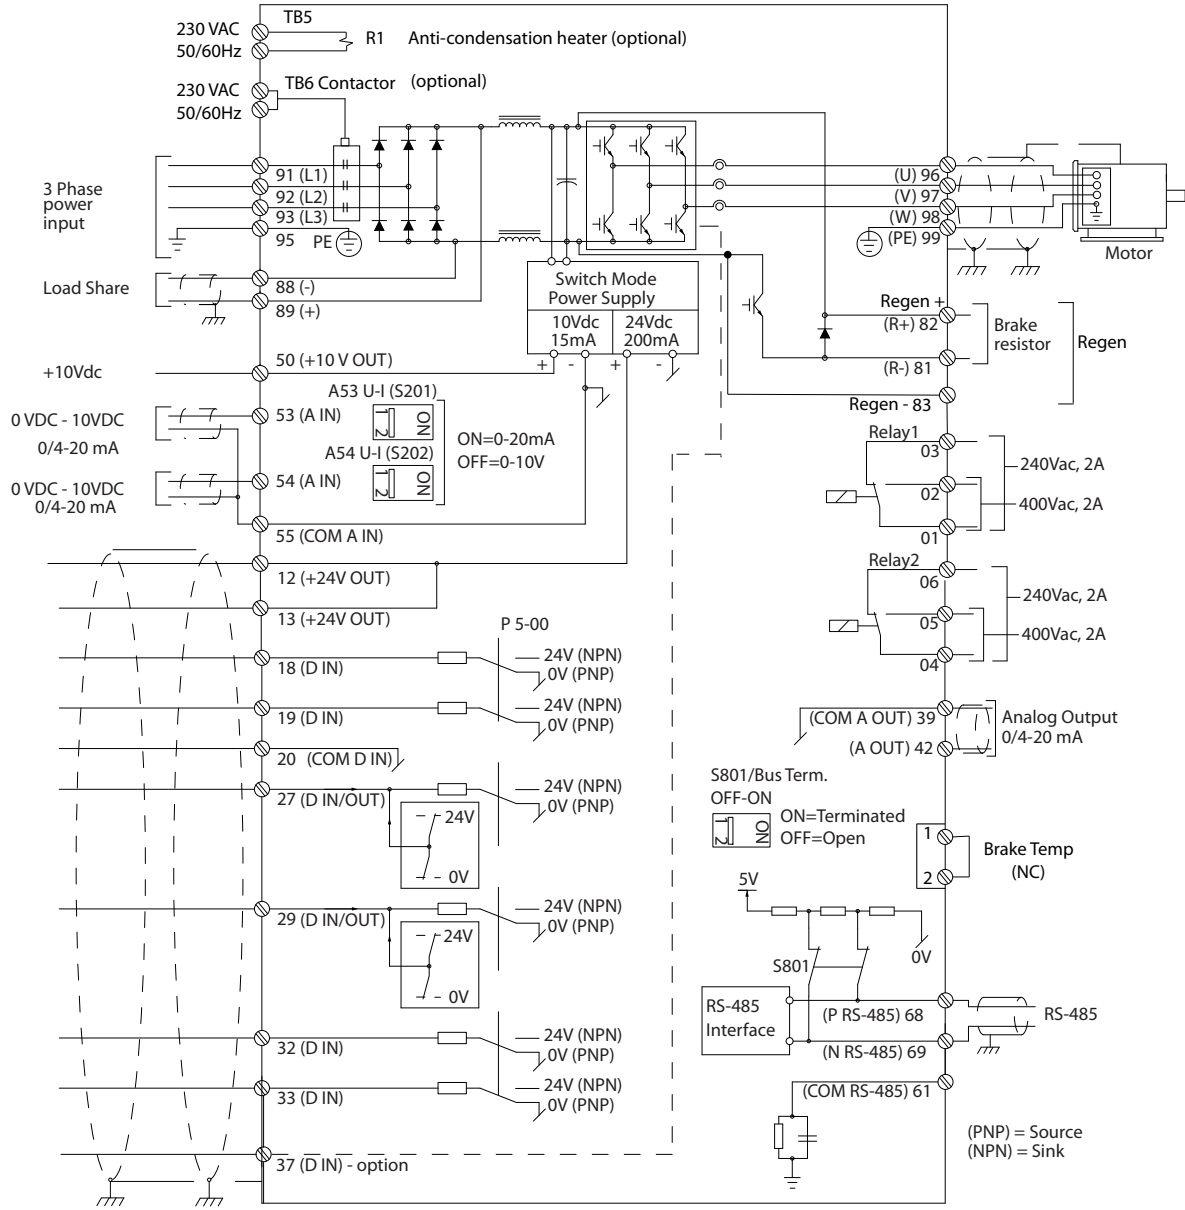 TB5
230 VAC
50/60Hz
R1
Anti-condensation heater (optional)
TB6 Contactor (optional)
230 VAC
50/60Hz
3 Phase
power
input
91 (L1)
92 (L2)
93 (L3)
95
PE
(U) 96
(V) 97
(W) 98
(PE) 99
Motor
Load Share
88 (-)
89 (+)
Switch Mode
Power Supply
10Vdc
15mA
24Vdc
200mA
+
-
+
-
Regen +
(R+) 82
Brake
resistor
Regen
(R-) 81
Regen - 83
+10Vdc
50 (+10 V OUT)
A53 U-I (S201)
0 VDC - 10VDC
0/4-20 mA
53 (A IN)
1 2
ON
ON=0-20mA
OFF=0-10V
A54 U-I (S202)
0 VDC - 10VDC
0/4-20 mA
54 (A IN)
1 2
ON
55 (COM A IN)
Relay1
03
240Vac, 2A
02
400Vac, 2A
01
12 (+24V OUT)
13 (+24V OUT)
Relay2
06
240Vac, 2A
05
400Vac, 2A
04
P 5-00
18 (D IN)
24V (NPN)
0V (PNP)
19 (D IN)
24V (NPN)
0V (PNP)
20 (COM D IN)
27 (D IN/OUT)
24V (NPN)
0V (PNP)
24V
0V
29 (D IN/OUT)
24V (NPN)
0V (PNP)
24V
0V
32 (D IN)
24V (NPN)
0V (PNP)
33 (D IN)
24V (NPN)
0V (PNP)
37 (D IN) - option
(COM A OUT) 39
Analog Output
0/4-20 mA
(A OUT) 42
S801/Bus Term.
OFF-ON
1 2
ON
ON=Terminated
OFF=Open
1
2
Brake Temp
(NC)
5V
0V
S801
RS-485
Interface
(P RS-485) 68
RS-485
(N RS-485) 69
(COM RS-485) 61
(PNP) = Source
(NPN) = Sink